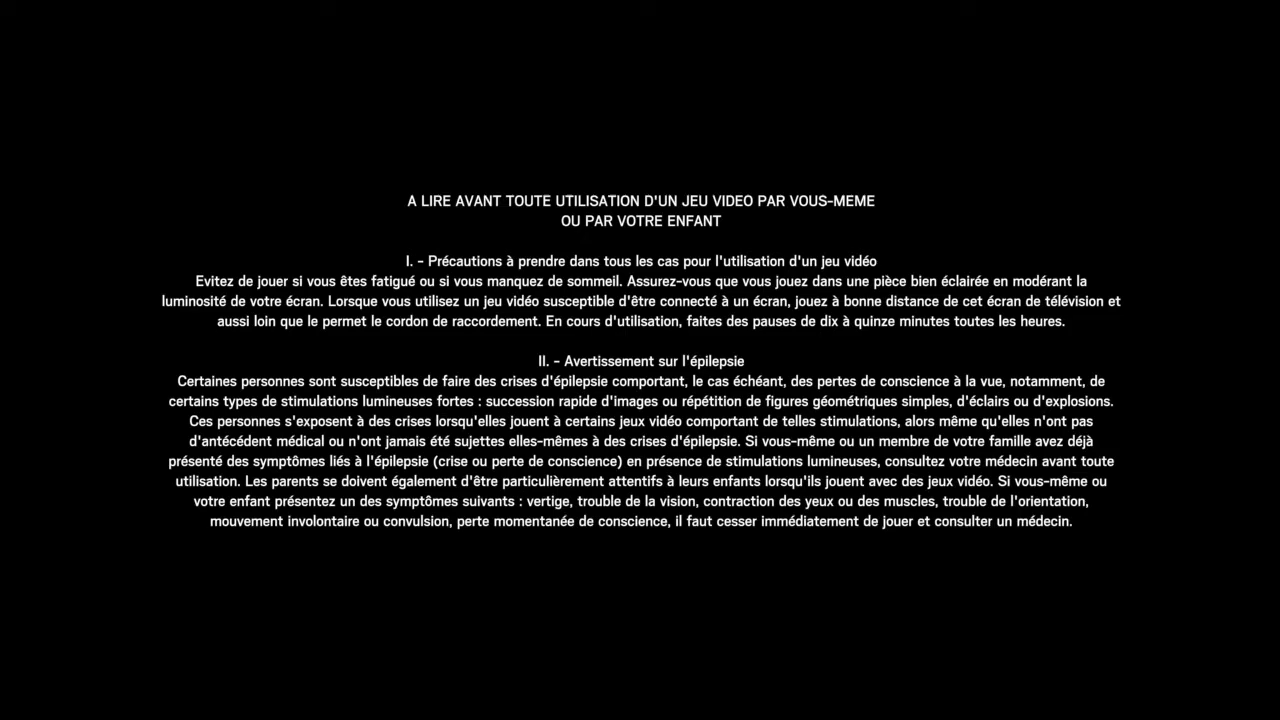 A LIRE AVANT TOUTE UTILISATION D'UN JEU VIDEO PAR VOUS-MEME
OU PAR VOTRE ENFANT
I. - Précautions à prendre dans tous les cas pour l'utilisation d'un jeu vidéo
Evitez de jouer si vous êtes fatigué ou si vous manquez de sommeil. Assurez-vous que vous jouez dans une pièce bien éclairée en modérant la
luminosité de votre écran. Lorsque vous utilisez un jeu vidéo susceptible d'être connecté à un écran, jouez à bonne distance de cet écran de télévision et
aussi loin que le permet le cordon de raccordement. En cours d'utilisation, faites des pauses de dix à quinze minutes toutes les heures.
II. - Avertissement sur l'épilepsie
Certaines personnes sont susceptibles de faire des crises d'épilepsie comportant, le cas échéant, des pertes de conscience à la vue, notamment, de
certains types de stimulations lumineuses fortes : succession rapide d'images ou répétition de figures géométriques simples, d'éclairs ou d'explosions.
Ces personnes s'exposent à des crises lorsqu'elles jouent à certains jeux vidéo comportant de telles stimulations, alors même qu'elles n'ont pas
d'antécédent médical ou n'ont jamais été sujettes elles-mêmes à des crises d'épilepsie. Si vous-même ou un membre de votre famille avez déjà
présenté des symptômes liés à l'épilepsie (crise ou perte de conscience) en présence de stimulations lumineuses, consultez votre médecin avant toute
utilisation. Les parents se doivent également d'être particulièrement attentifs à leurs enfants lorsqu'ils jouent avec des jeux vidéo. Si vous-même ou
votre enfant présentez un des symptômes suivants : vertige, trouble de la vision, contraction des yeux ou des muscles, trouble de l'orientation,
mouvement involontaire ou convulsion, perte momentanée de conscience, il faut cesser immédiatement de jouer et consulter un médecin.